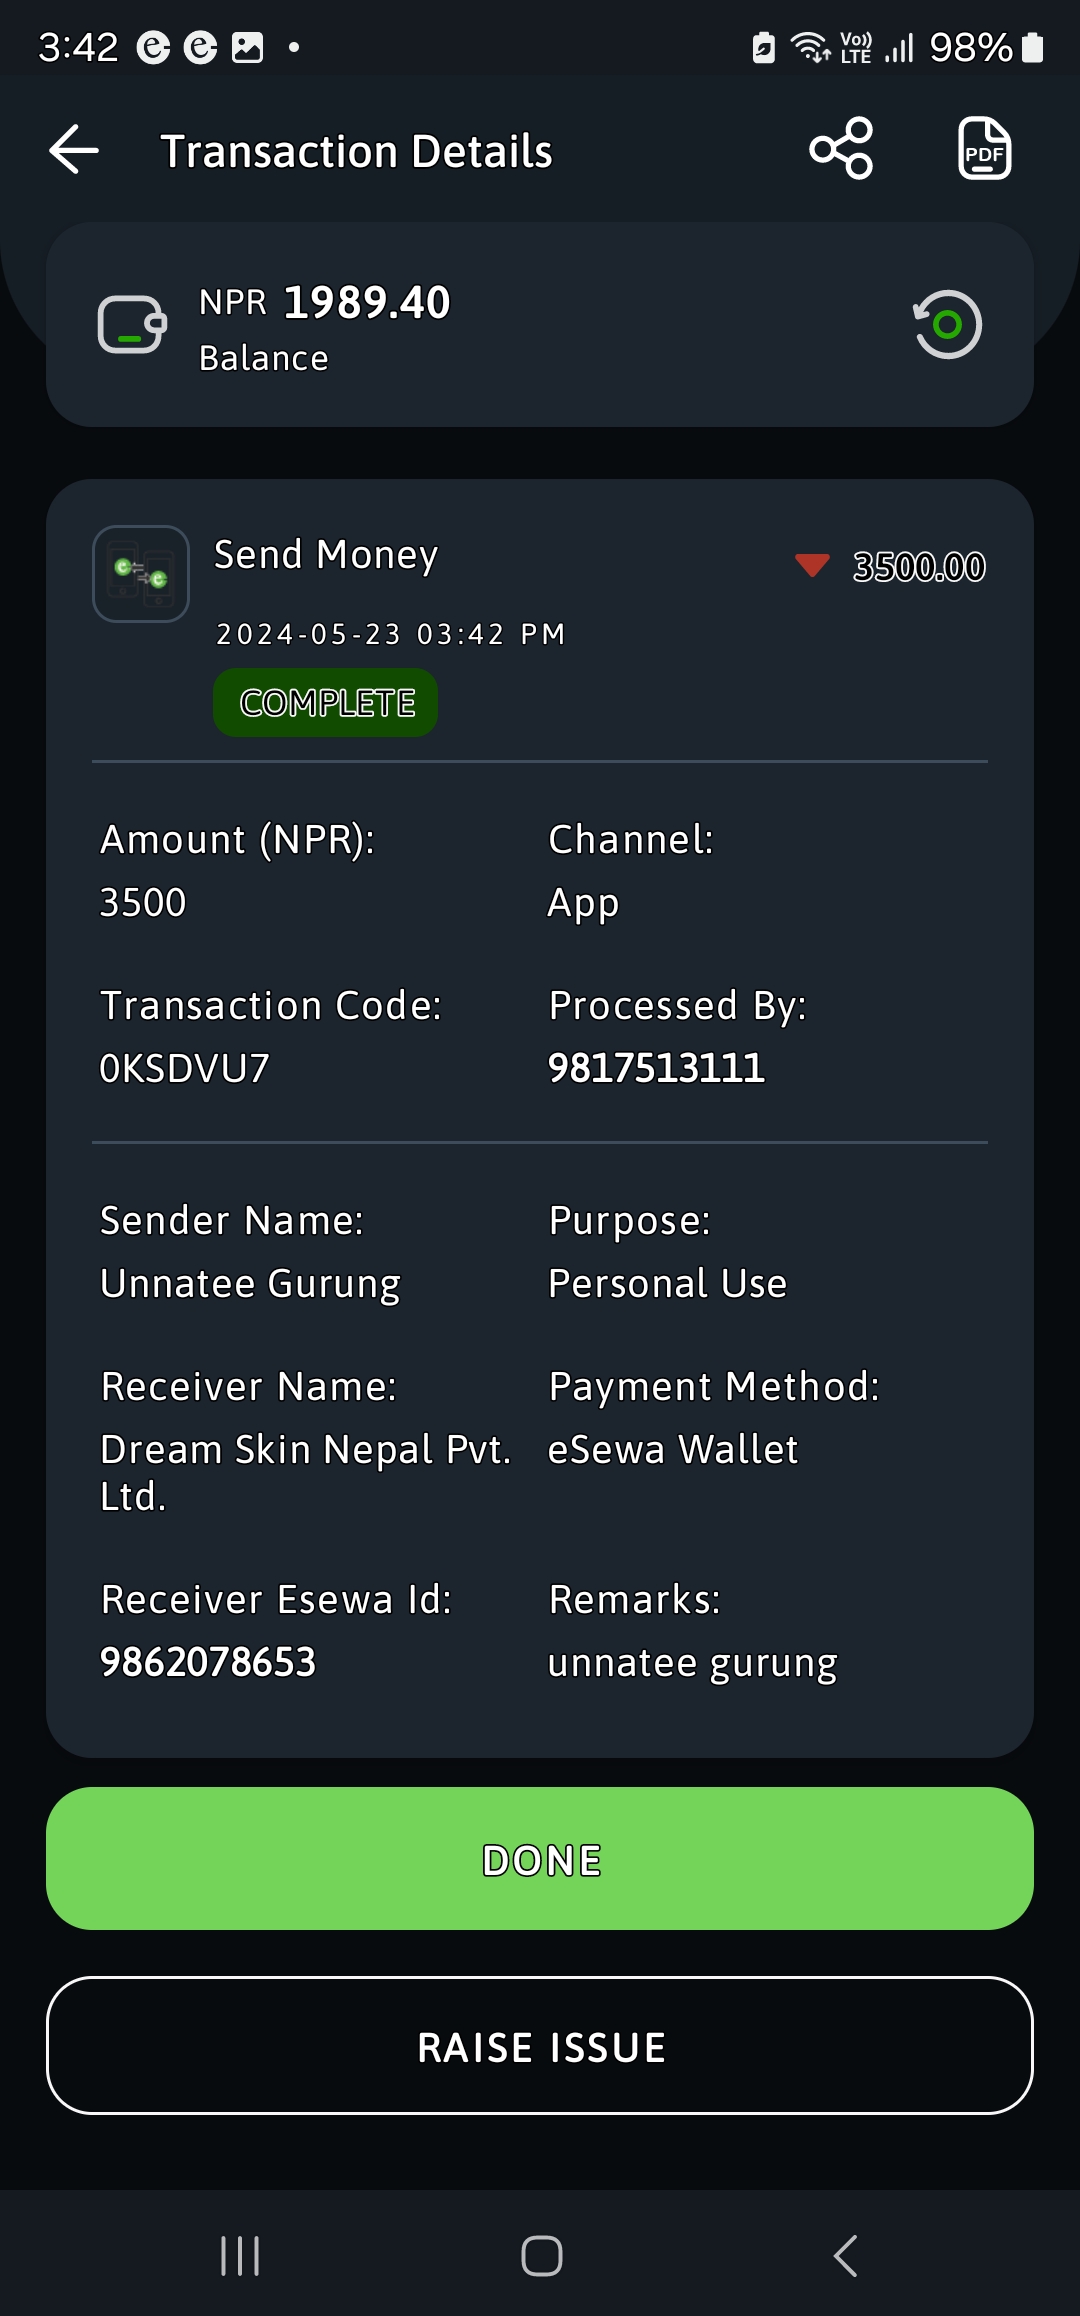 3:42
Vo))
LTE
98%
Transaction Details
PDF
NPR 1989.40
Balance
Send Money
3500.00
2024-05-23 03:42 PM
COMPLETE
Amount (NPR):
Channel:
3500
App
Transaction Code:
Processed By:
0KSDVU7
9817513111
Sender Name:
Purpose:
Unnatee Gurung
Personal Use
Receiver Name:
Payment Method:
Dream Skin Nepal Pvt.
Ltd.
eSewa Wallet
Receiver Esewa Id:
Remarks:
9862078653
unnatee gurung
DONE
RAISE ISSUE